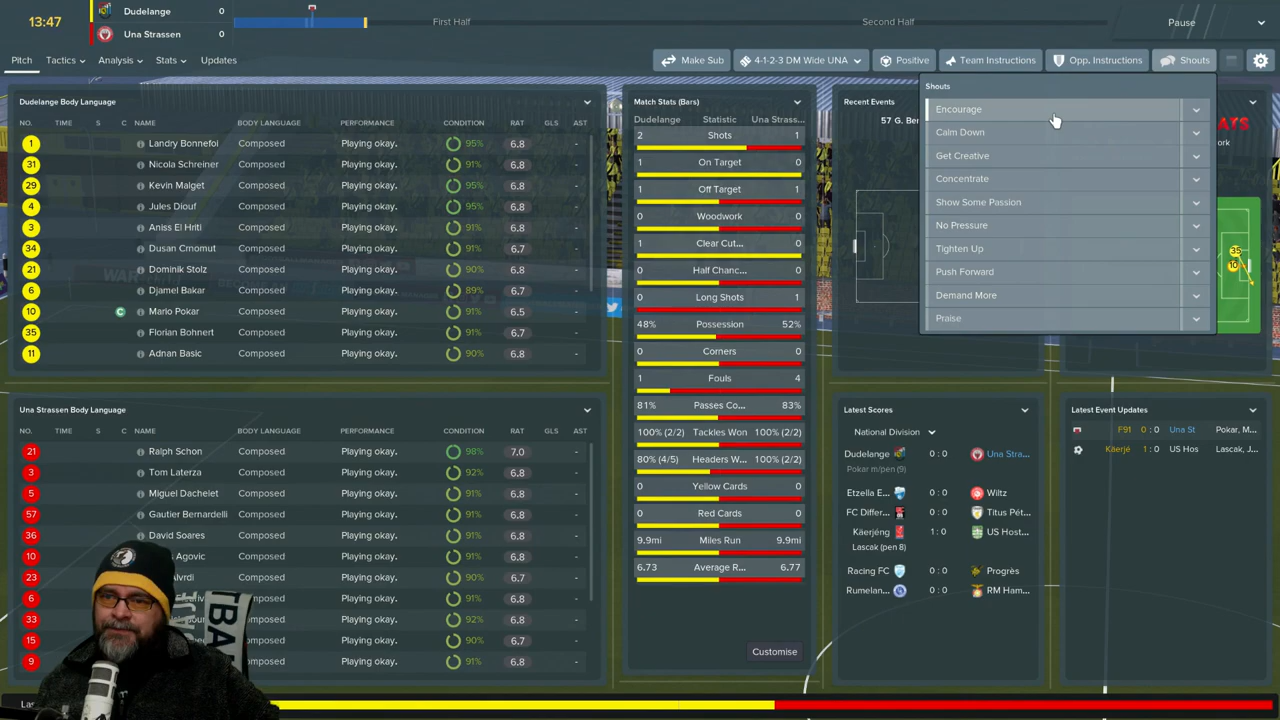 13:47
Dudelange 0
Una Strassen 0
First Half
Second Half
Pause
Pitch
Tactics
Analysis
Stats
Updates
Make Sub
4-1-2-3 DM Wide UNA
Positive
Team Instructions
Opp. Instructions
Shouts
Dudelange Body Language
NO. TIME S C NAME BODY LANGUAGE PERFORMANCE CONDITION RAT GLS AST
1 Landry Bonnefoi Composed Playing okay. 95% 6.8 -
31 Nicola Schreiner Composed Playing okay. 91% 6.8 -
29 Kevin Malget Composed Playing okay. 95% 6.8 -
4 Jules Diouf Composed Playing okay. 95% 6.8 -
3 Aniss El Hriti Composed Playing okay. 91% 6.8 -
34 Dusan Crnomut Composed Playing okay. 90% 6.8 -
21 Dominik Stolz Composed Playing okay. 90% 6.8 -
6 Djamel Bakar Composed Playing okay. 89% 6.7 -
10 C Mario Pokar Composed Playing okay. 91% 6.5 -
35 Florian Bohnert Composed Playing okay. 91% 6.8 -
11 Adnan Basic Composed Playing okay. 90% 6.8 -
Match Stats (Bars)
Dudelange Statistic Una Strass...
2 Shots 1
1 On Target 0
1 Off Target 1
0 Woodwork 0
1 Clear Cut... 0
0 Half Chanc... 0
0 Long Shots 1
48% Possession 52%
0 Corners 0
1 Fouls 4
81% Passes Co... 83%
100% (2/2) Tackles Won 100% (2/2)
80% (4/5) Headers W... 100% (2/2)
0 Yellow Cards 0
0 Red Cards 0
9.9mi Miles Run 9.9mi
6.73 Average R... 6.77
Customise
Recent Events
57 G. Ber
Shouts
Encourage
Calm Down
Get Creative
Concentrate
Show Some Passion
No Pressure
Tighten Up
Push Forward
Demand More
Praise
35
10
Una Strassen Body Language
NO. TIME S C NAME BODY LANGUAGE PERFORMANCE CONDITION RAT GLS AST
21 Ralph Schon Composed Playing okay. 98% 7.0 -
3 Tom Laterza Composed Playing okay. 92% 6.8 -
5 Miguel Dachelet Composed Playing okay. 91% 6.8 -
57 Gautier Bernardelli Composed Playing okay. 91% 6.8 -
36 David Soares Composed Playing okay. 91% 6.8 -
10 Agovic Composed Playing okay. 91% 6.8 -
23 Composed Playing okay. 90% 6.7 -
6 Composed Playing okay. 91% 6.8 -
33 Composed Playing okay. 92% 6.8 -
15 Composed Playing okay. 90% 6.7 -
9 Composed Playing okay. 91% 6.8 -
Latest Scores
National Division
Dudelange 0 : 0 Una Stra...
Pokar m/pen (9)
Etzella E... 0 : 0 Wiltz
FC Differ... 0 : 0 Titus Pét...
Käerjéng 1 : 0 US Host...
Lascak (pen 8)
Racing FC 0 : 0 Progrès
Rumelan... 0 : 0 RM Ham...
Latest Event Updates
F91 0 : 0 Una St Pokar, M...
Käerjé 1 : 0 US Hos Lascak, J...